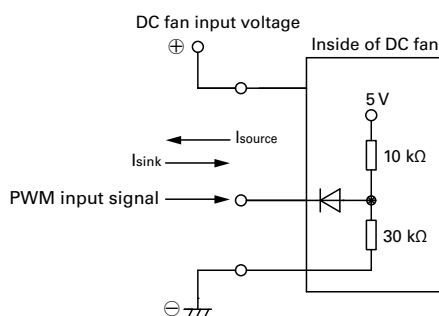 DC fan input voltage
⊕
Inside of DC fan
5 V
Isource
10 kΩ
Isink
PWM input signal
30 kΩ
⊖